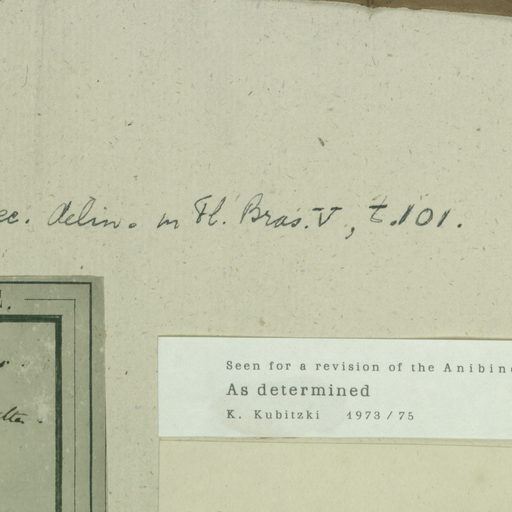 ec. delin. in Fl. Bras. V, t. 101.
Seen for a revision of the Anibin
As determined
K. Kubitzki 1973/75